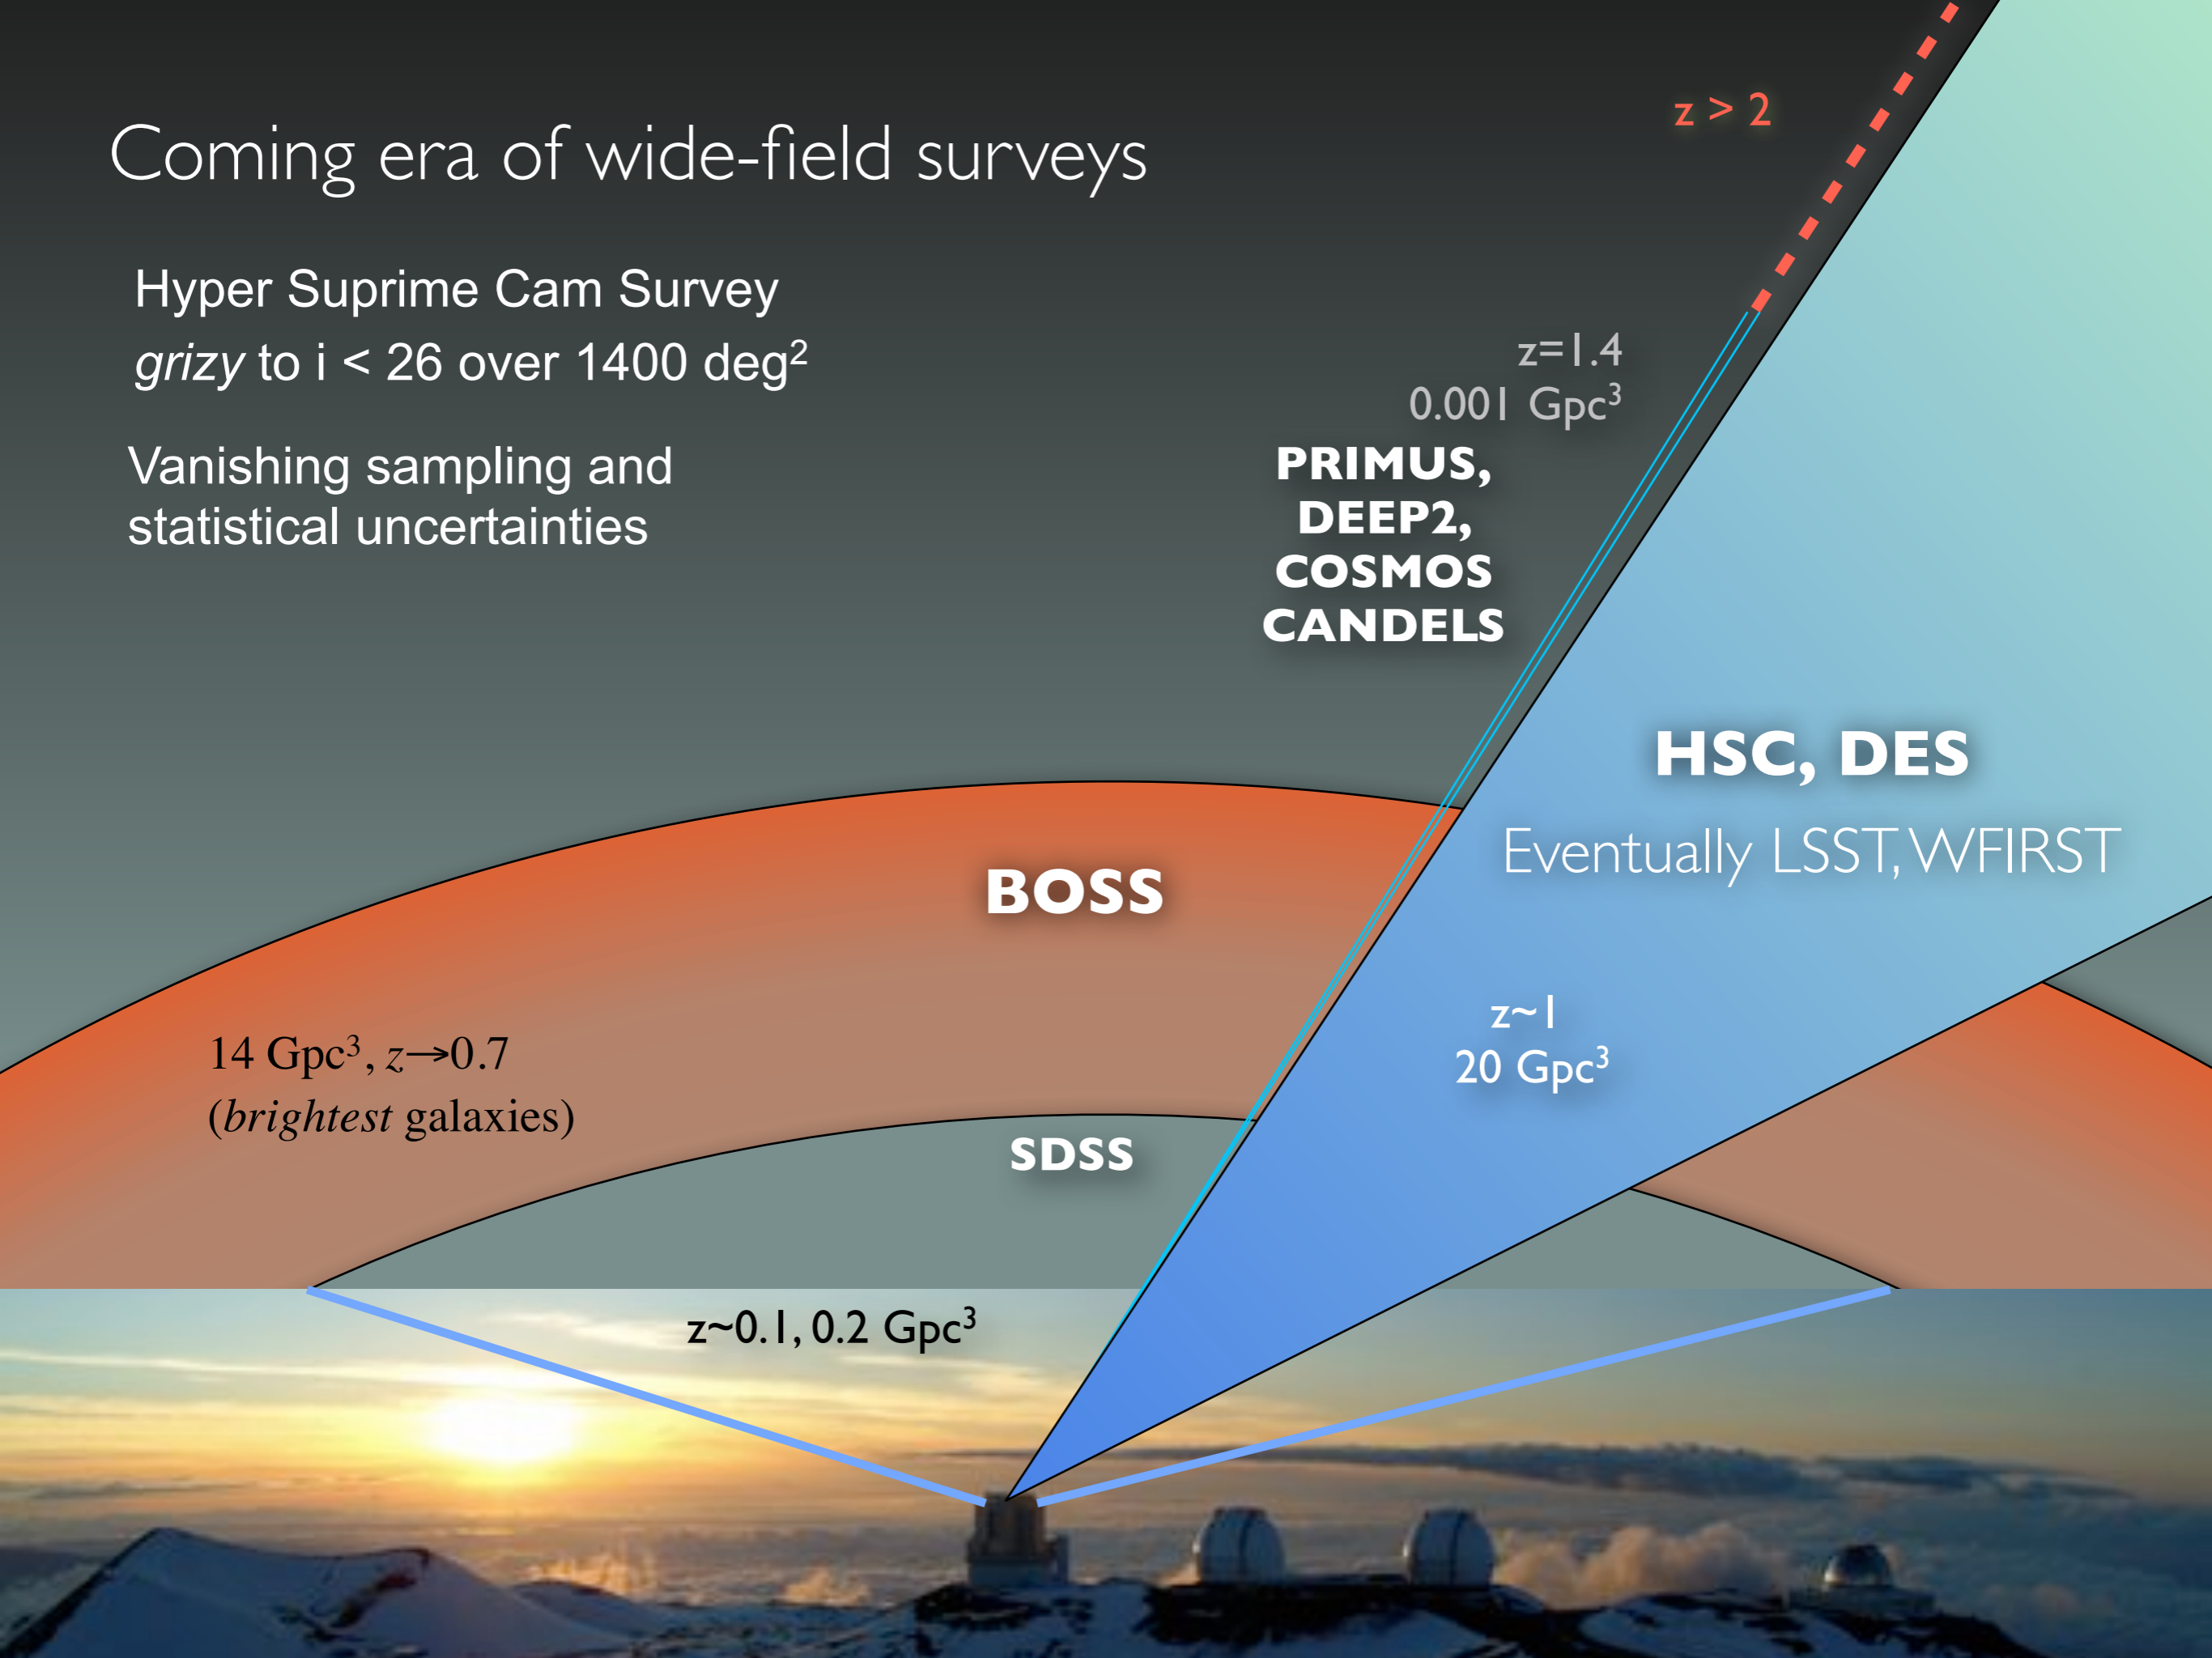 Coming era of wide-field surveys
Hyper Suprime Cam Survey
grizy to i < 26 over 1400 deg²
Vanishing sampling and
statistical uncertainties
z > 2
z=1.4
0.001 Gpc³
PRIMUS,
DEEP2,
COSMOS
CANDELS
HSC, DES
Eventually LSST, WFIRST
BOSS
z~1
20 Gpc³
14 Gpc³, z→0.7
(brightest galaxies)
SDSS
z~0.1, 0.2 Gpc³